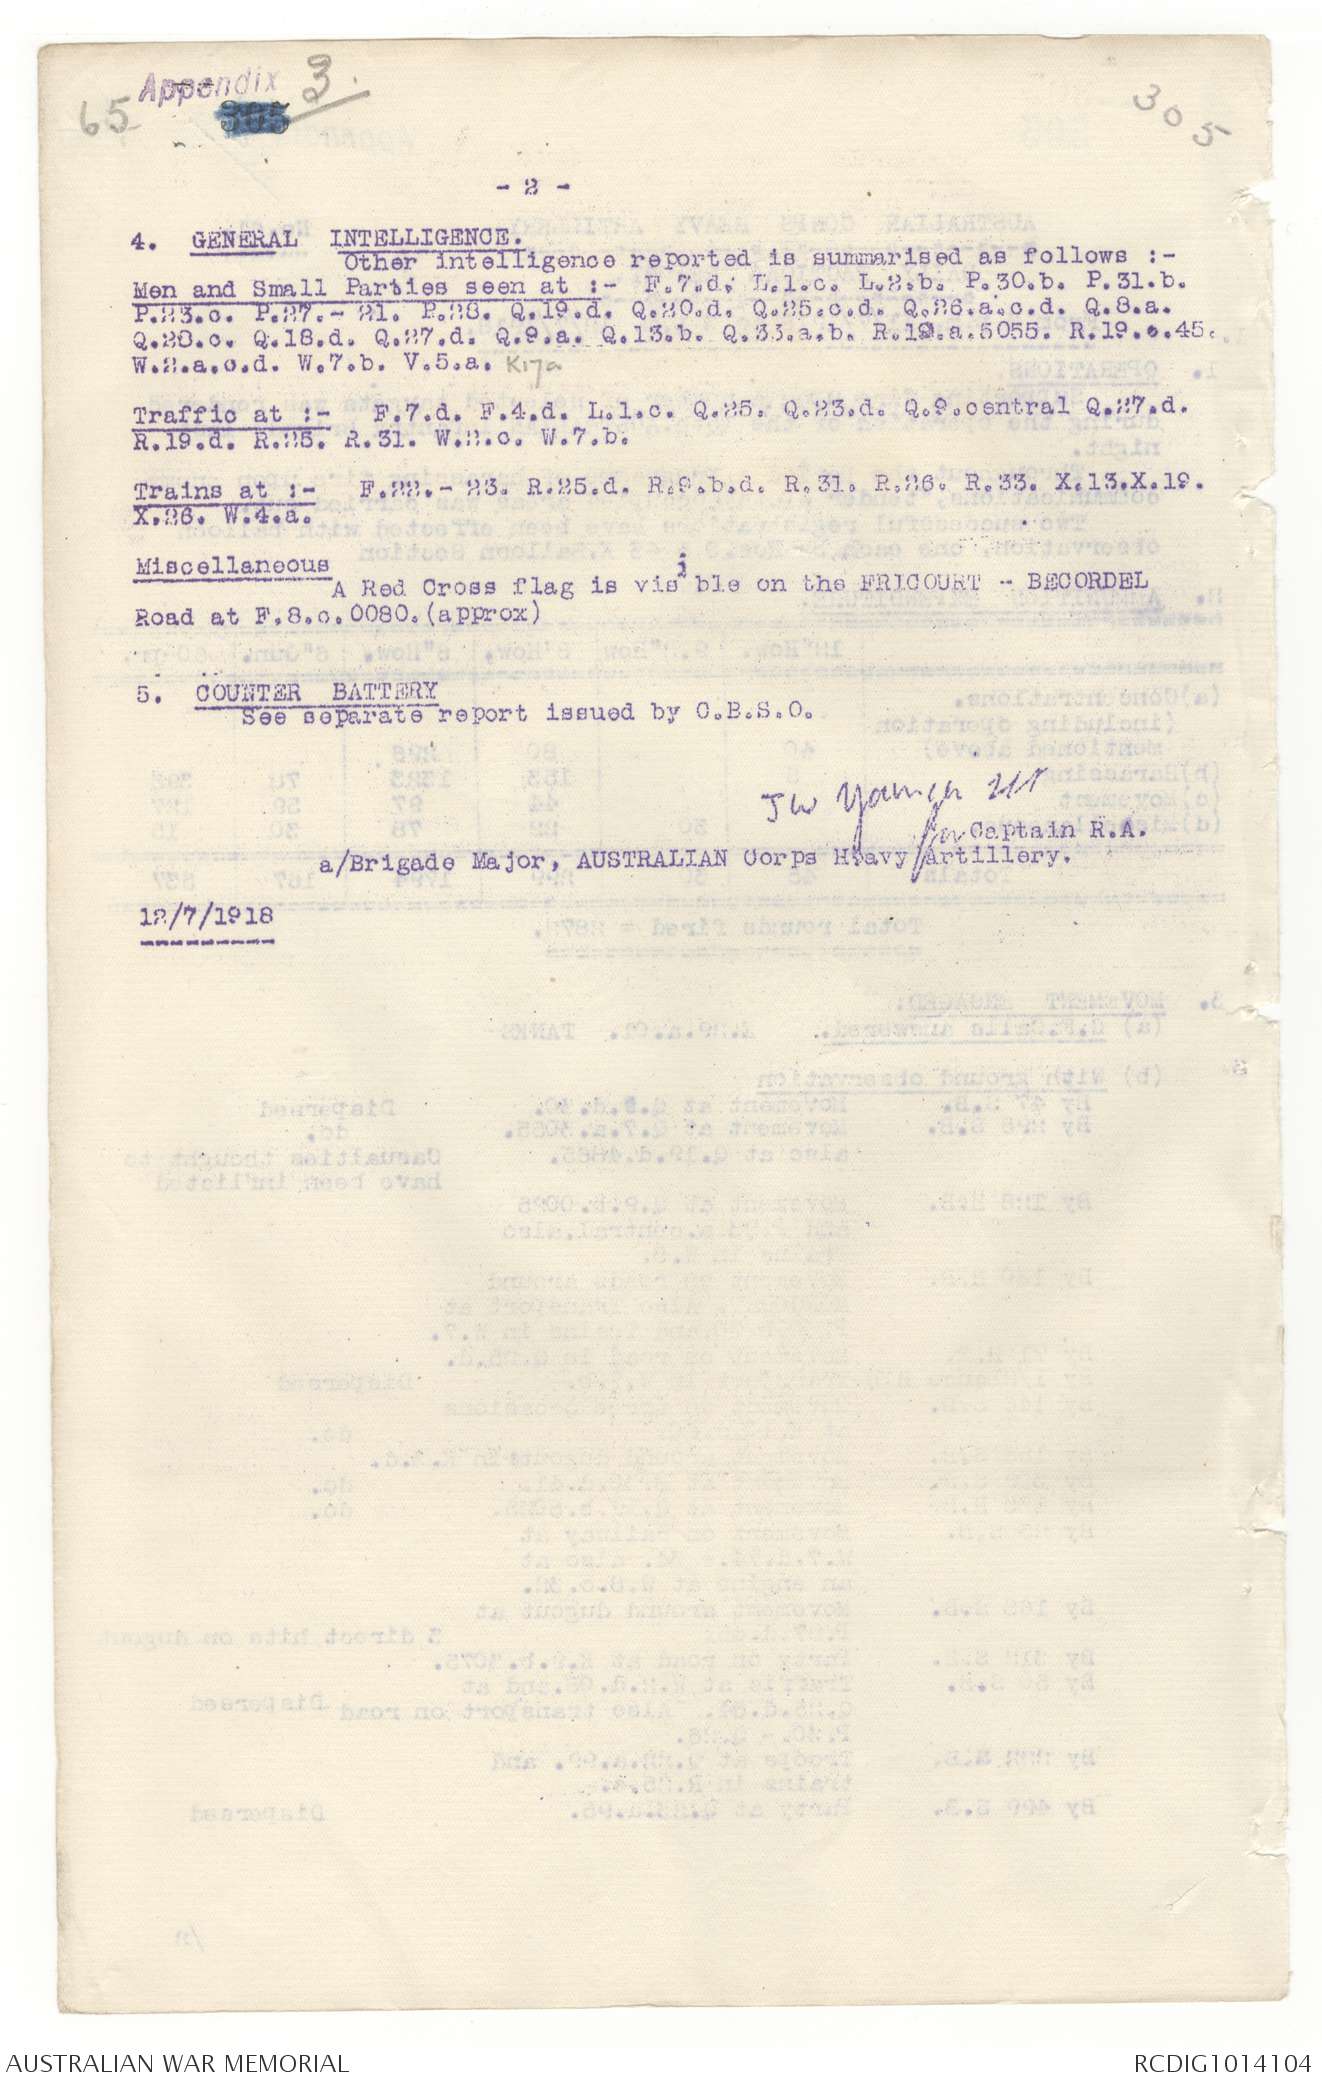 Appendix 3.
65
305
305
- 2 -
4. GENERAL INTELLIGENCE.
Other intelligence reported is summarised as follows :-
Men and Small Parties seen at :- F.7.d. L.1.c. L.2.b. P.30.b. P.31.b.
P.23.c. P.27.- 21. P.28. Q.19.d. Q.20.d. Q.25.c.d. Q.26.a.c.d. Q.8.a.
Q.20.c. Q.18.d. Q.27.d. Q.9.a. Q.13.b. Q.33.a.b. R.19.a.5055. R.19.c.45.
W.2.a.c.d. W.7.b. V.5.a. K17a
Traffic at :- F.7.d. F.4.d. L.1.c. Q.25. Q.23.d. Q.9.central Q.27.d.
R.19.d. R.25. R.31. W.2.c. W.7.b.
Trains at :- F.22.- 23. R.25.d. R.9.b.d. R.31. R.26. R.33. X.13.X.19.
X.26. W.4.a.
Miscellaneous
A Red Cross flag is visible on the FRICOURT - BECORDEL
Road at F.8.c.0080.(approx)
5. COUNTER BATTERY
See separate report issued by C.B.S.O.
JW Younger Lt
for Captain R.A.
a/Brigade Major, AUSTRALIAN Corps Heavy Artillery.
12/7/1918
AUSTRALIAN WAR MEMORIAL
RCDIG1014104